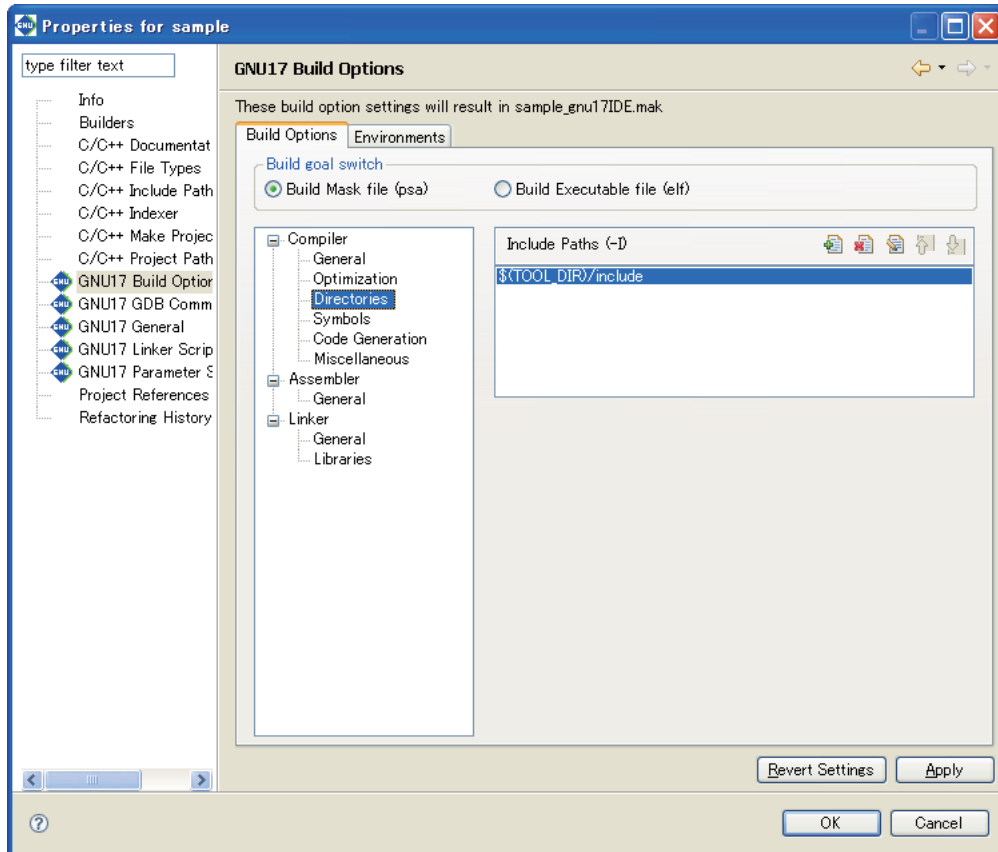 Properties for sample
type filter text
Info
Builders
C/C++ Documentat
C/C++ File Types
C/C++ Include Path
C/C++ Indexer
C/C++ Make Projec
C/C++ Project Path
GNU17 Build Option
GNU17 GDB Comm
GNU17 General
GNU17 Linker Scrip
GNU17 Parameter S
Project References
Refactoring History
GNU17 Build Options
These build option settings will result in sample_gnu17IDE.mak
Build Options
Environments
Build goal switch
Build Mask file (psa)
Build Executable file (elf)
Compiler
General
Optimization
Directories
Symbols
Code Generation
Miscellaneous
Assembler
General
Linker
General
Libraries
Include Paths (-I)
$(TOOL_DIR)/include
Revert Settings
Apply
OK
Cancel